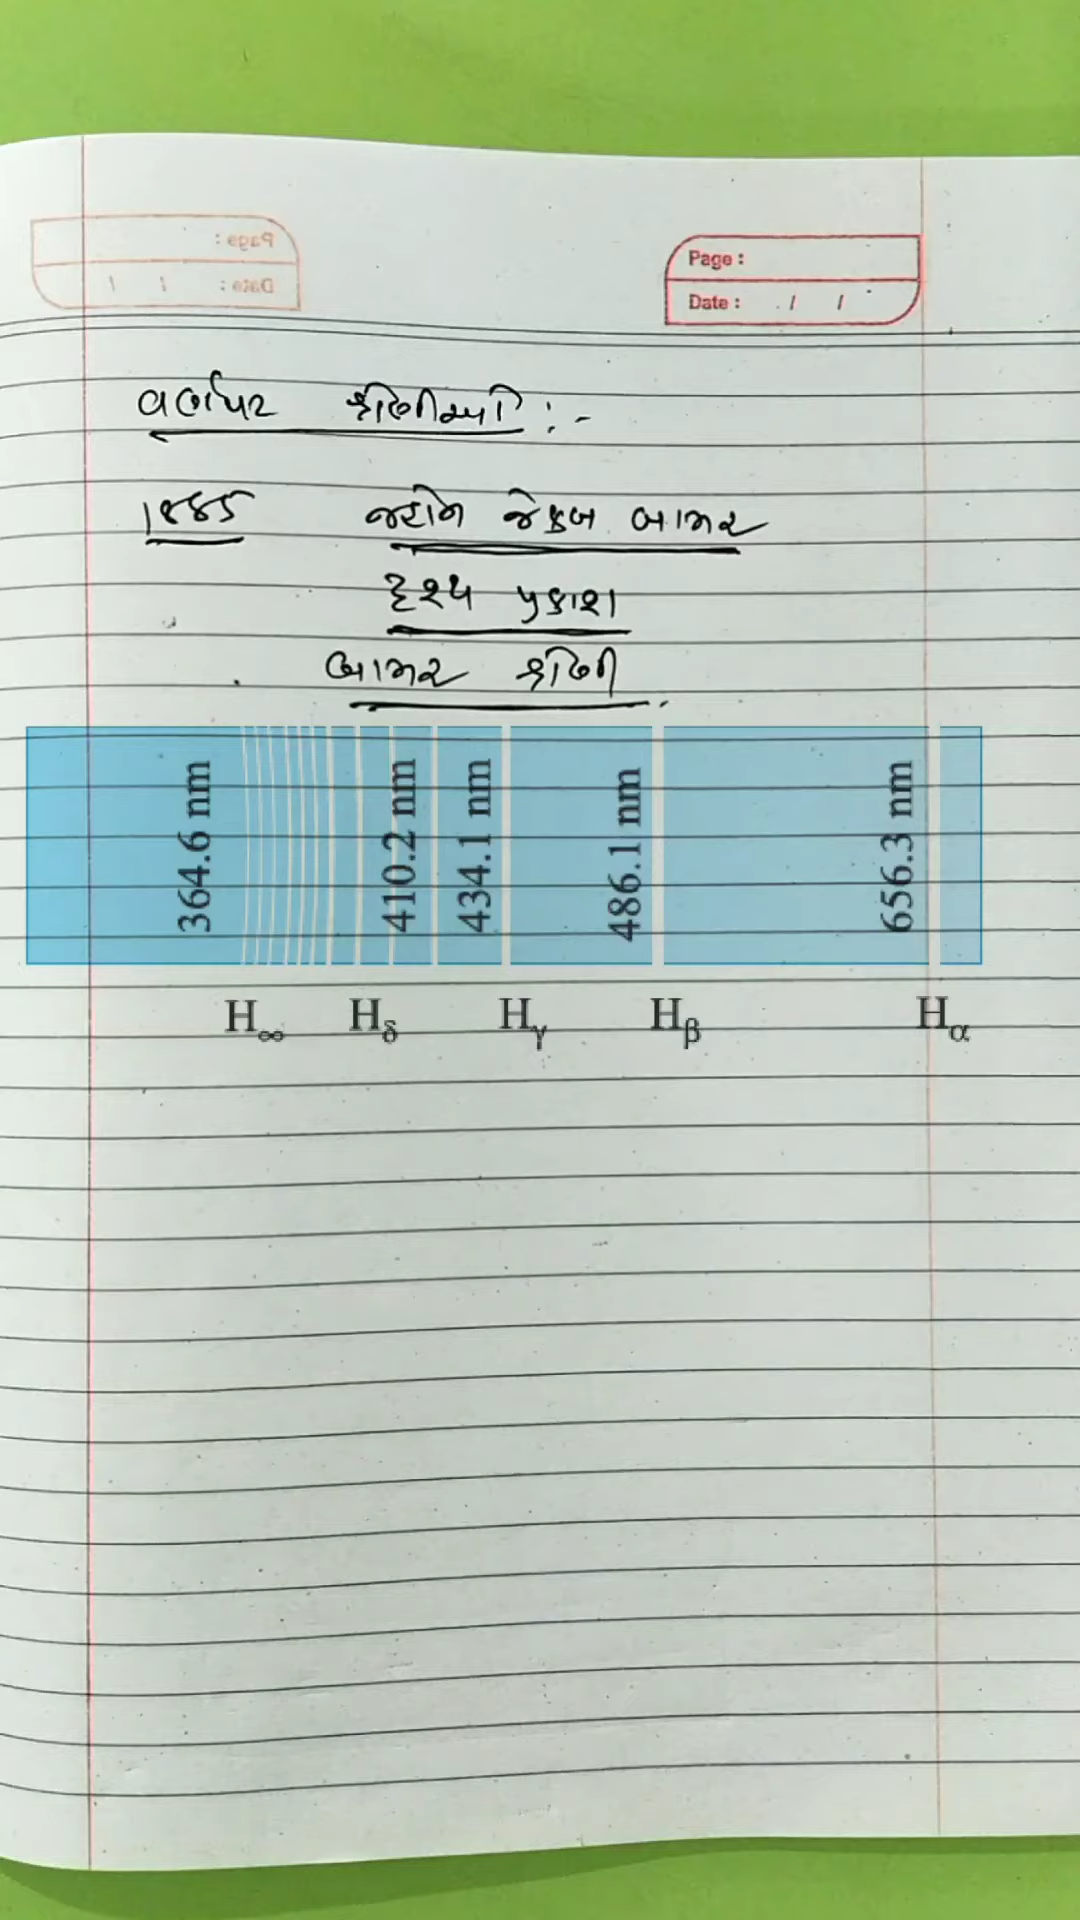 Page :
Date : / /
વર્ણપટ શ્રેણીઓ :-
1885 જ્હોન જેકબ બામર
દૃશ્ય પ્રકાશ
બામર શ્રેણી
364.6 nm 410.2 nm 434.1 nm 486.1 nm 656.3 nm
H∞ Hδ Hγ Hβ Hα